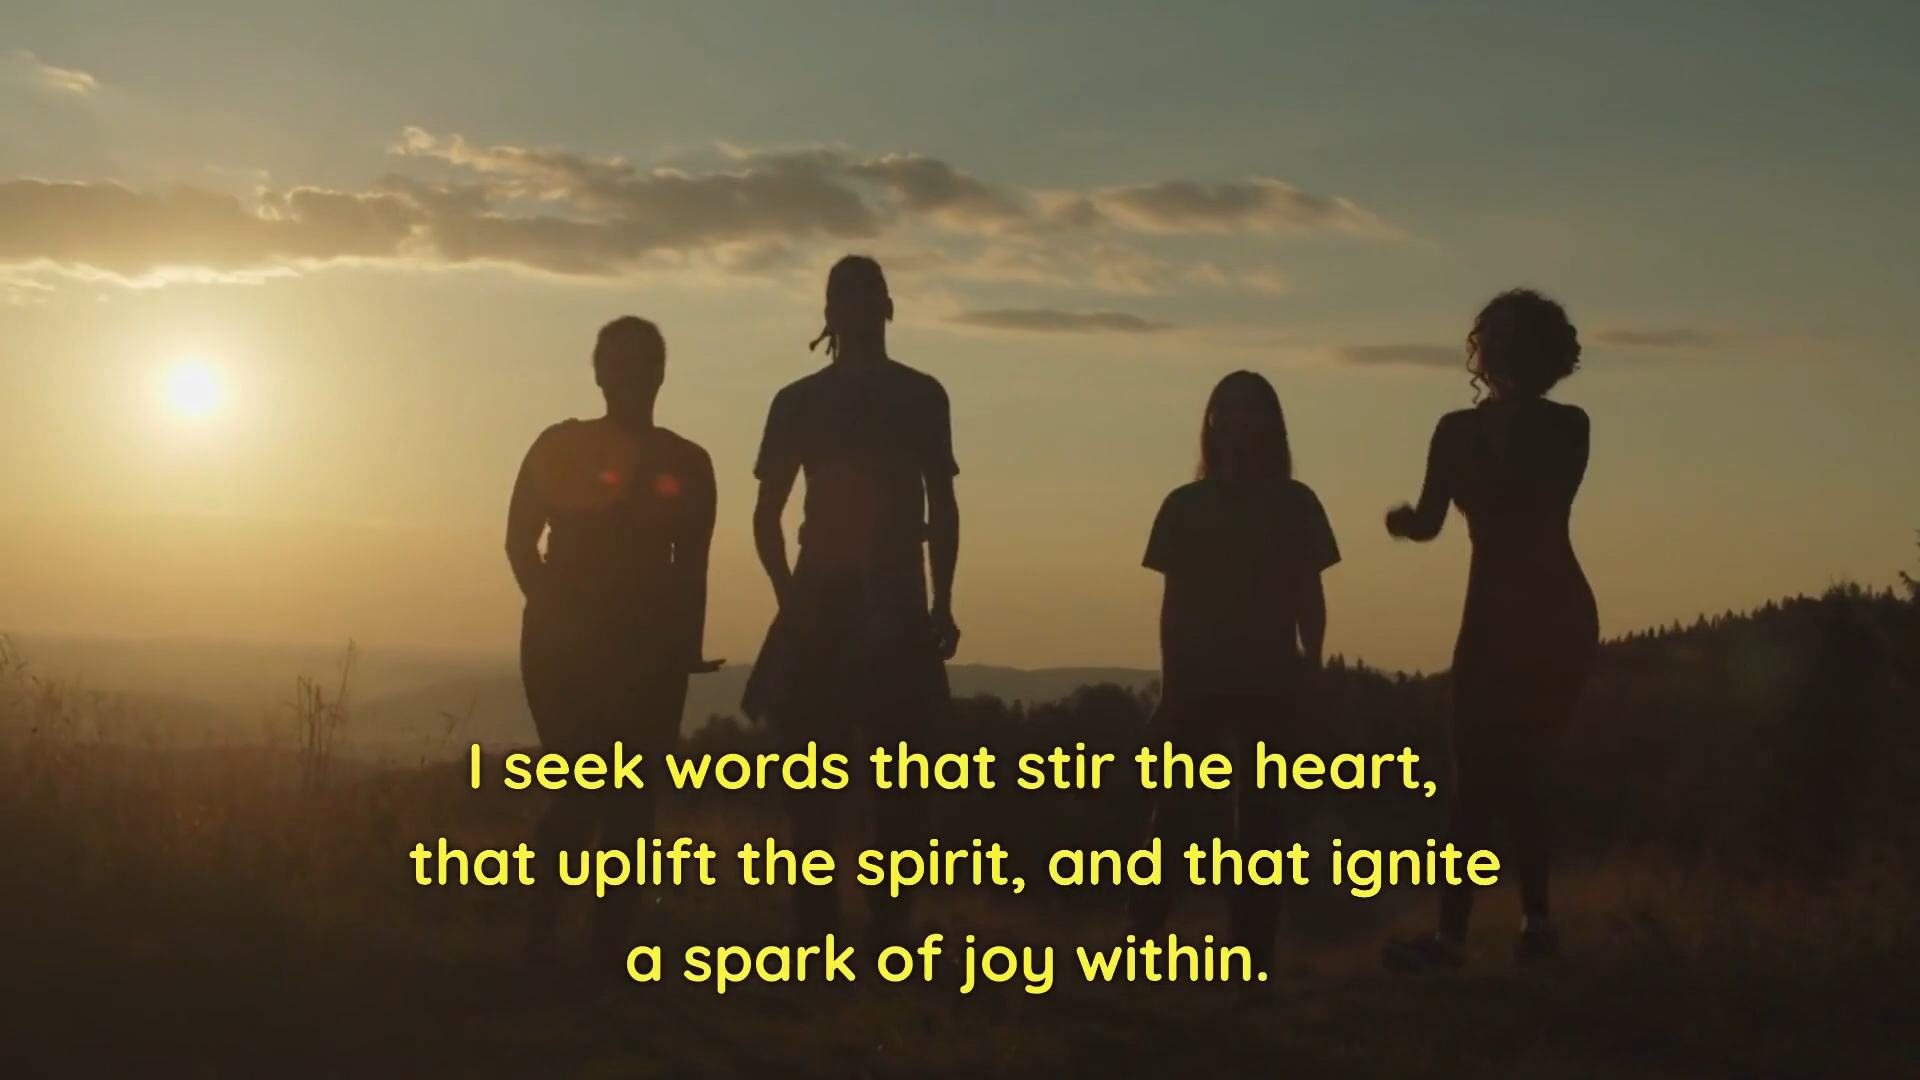 I seek words that stir the heart,
that uplift the spirit, and that ignite
a spark of joy within.